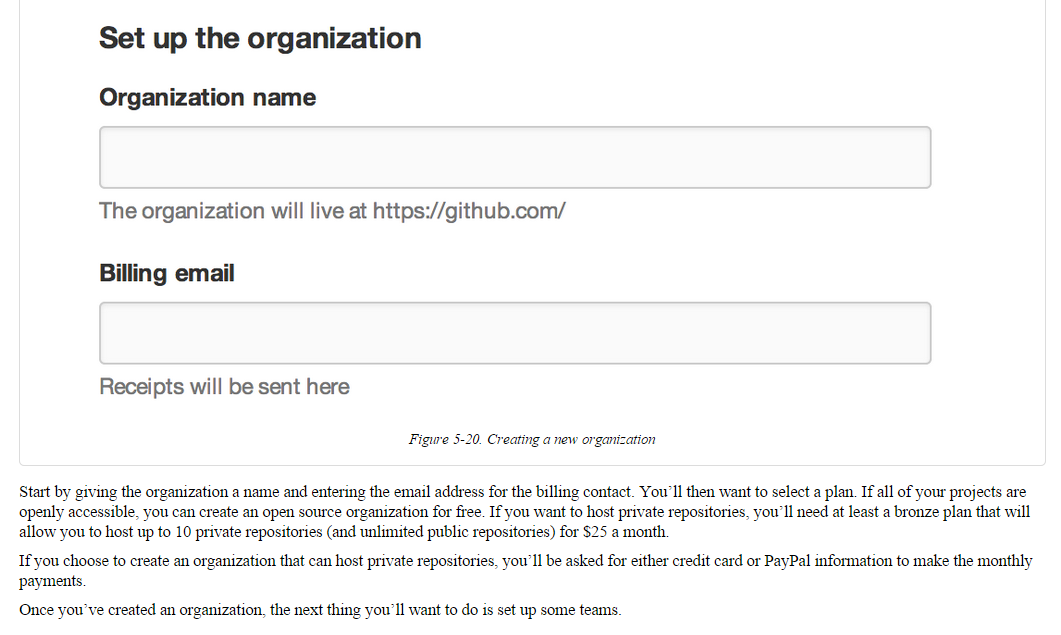 Set up the organization
Organization name
The organization will live at https://github.com/
Billing email
Receipts will be sent here
Figure 5-20. Creating a new organization
Start by giving the organization a name and entering the email address for the billing contact. You’ll then want to select a plan. If all of your projects are
openly accessible, you can create an open source organization for free. If you want to host private repositories, you’ll need at least a bronze plan that will
allow you to host up to 10 private repositories (and unlimited public repositories) for $25 a month.
If you choose to create an organization that can host private repositories, you’ll be asked for either credit card or PayPal information to make the monthly
payments.
Once you’ve created an organization, the next thing you’ll want to do is set up some teams.